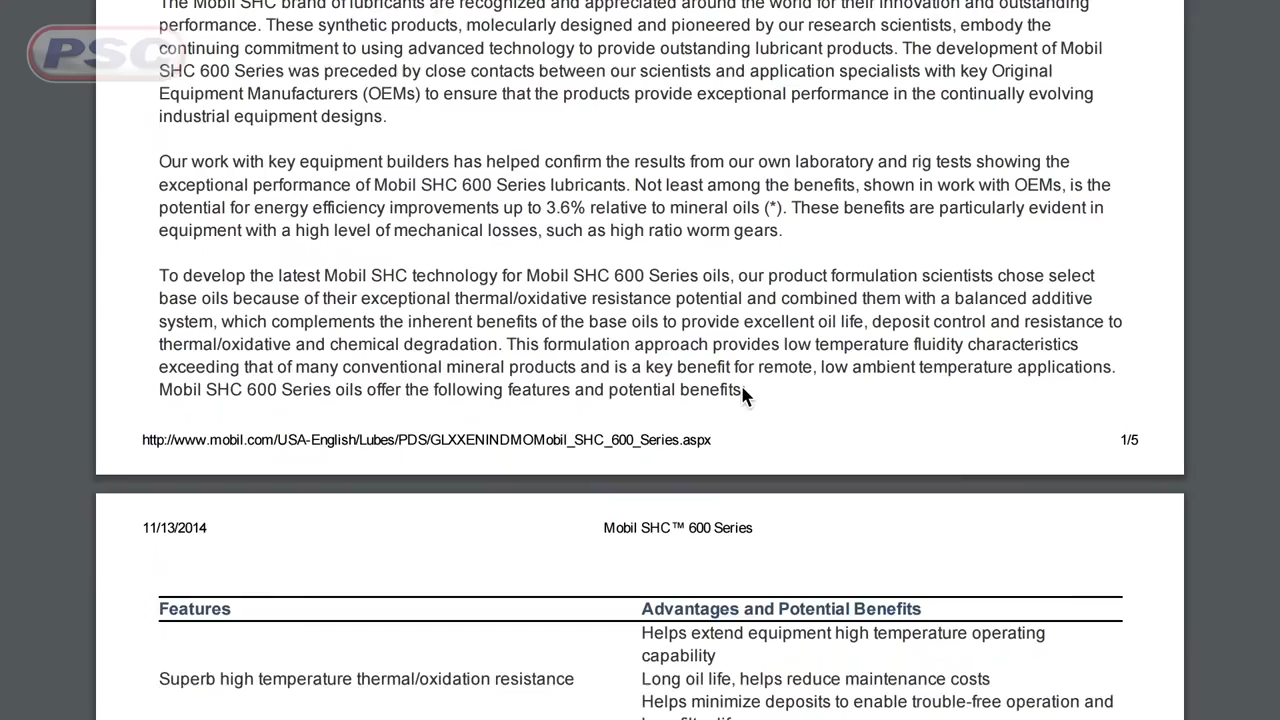 The Mobil SHC brand of lubricants are recognized and appreciated around the world for their innovation and outstanding
PSC
performance. These synthetic products, molecularly designed and pioneered by our research scientists, embody the
continuing commitment to using advanced technology to provide outstanding lubricant products. The development of Mobil
SHC 600 Series was preceded by close contacts between our scientists and application specialists with key Original
Equipment Manufacturers (OEMs) to ensure that the products provide exceptional performance in the continually evolving
industrial equipment designs.
Our work with key equipment builders has helped confirm the results from our own laboratory and rig tests showing the
exceptional performance of Mobil SHC 600 Series lubricants. Not least among the benefits, shown in work with OEMs, is the
potential for energy efficiency improvements up to 3.6% relative to mineral oils (*). These benefits are particularly evident in
equipment with a high level of mechanical losses, such as high ratio worm gears.
To develop the latest Mobil SHC technology for Mobil SHC 600 Series oils, our product formulation scientists chose select
base oils because of their exceptional thermal/oxidative resistance potential and combined them with a balanced additive
system, which complements the inherent benefits of the base oils to provide excellent oil life, deposit control and resistance to
thermal/oxidative and chemical degradation. This formulation approach provides low temperature fluidity characteristics
exceeding that of many conventional mineral products and is a key benefit for remote, low ambient temperature applications.
Mobil SHC 600 Series oils offer the following features and potential benefits:
http://www.mobil.com/USA-English/Lubes/PDS/GLXXENINDMOMobil_SHC_600_Series.aspx 1/5
11/13/2014 Mobil SHC™ 600 Series
Features Advantages and Potential Benefits
Helps extend equipment high temperature operating
capability
Superb high temperature thermal/oxidation resistance Long oil life, helps reduce maintenance costs
Helps minimize deposits to enable trouble-free operation and